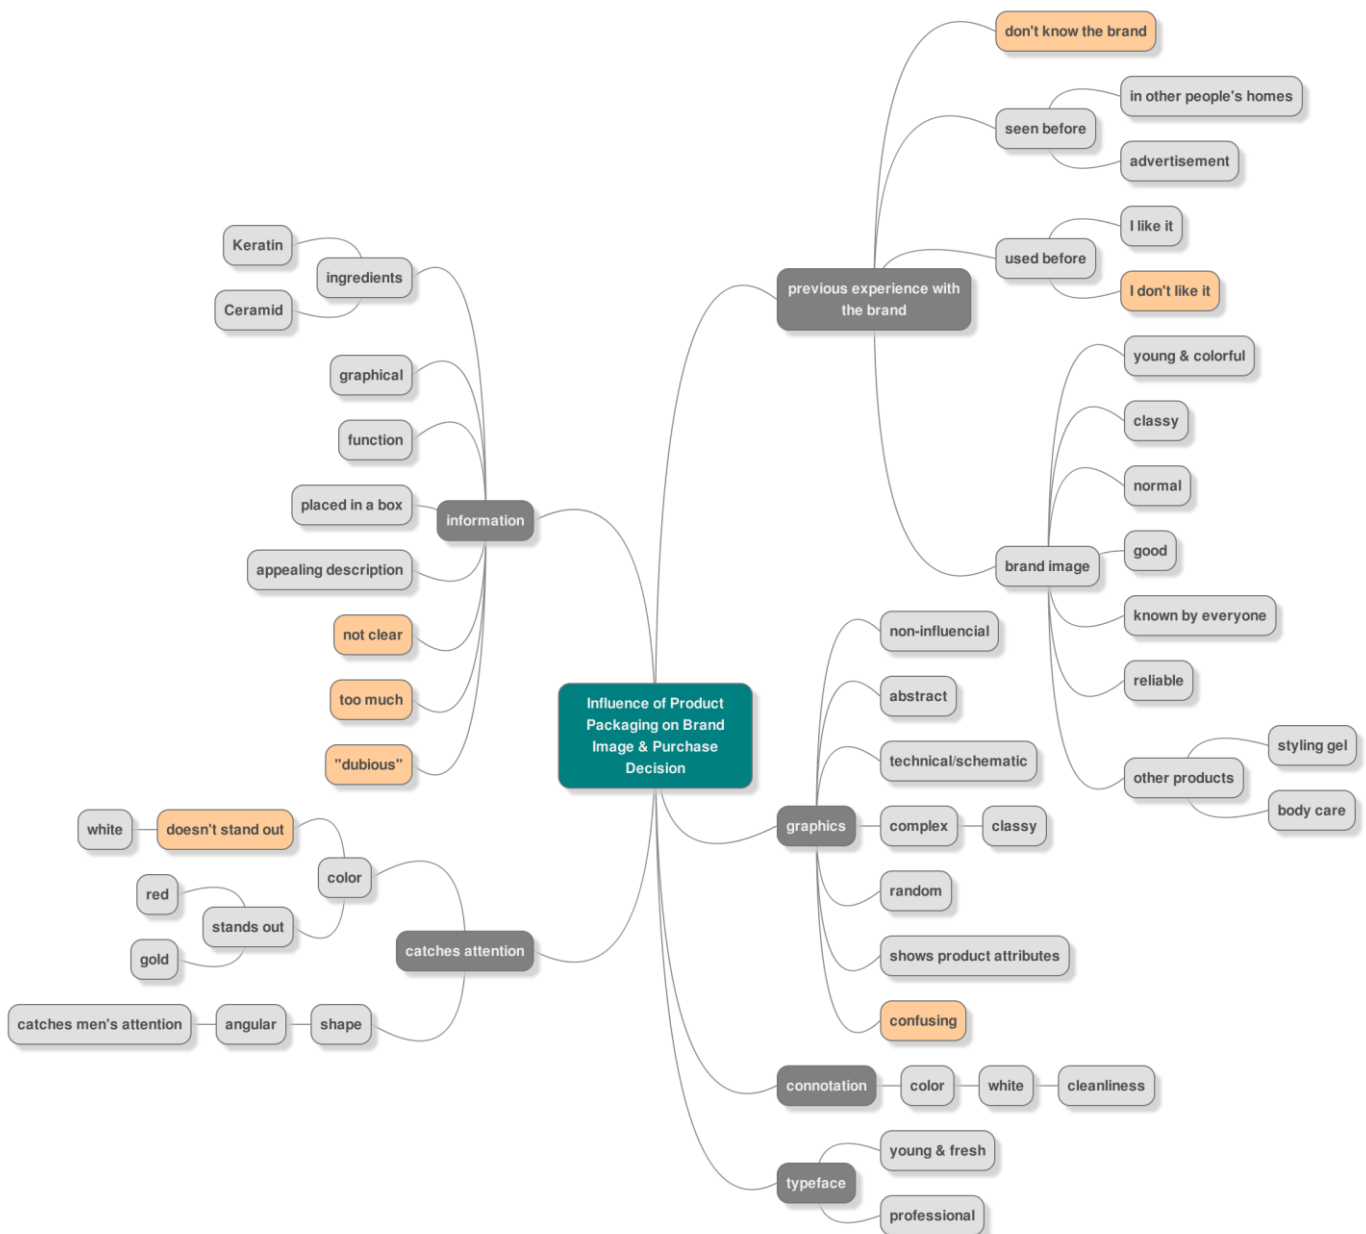 don't know the brand
in other people's homes
seen before
advertisement
I like it
used before
I don't like it
previous experience with
the brand
young & colorful
classy
normal
good
brand image
known by everyone
reliable
styling gel
other products
body care
Keratin
ingredients
Ceramid
graphical
function
placed in a box
information
appealing description
not clear
too much
"dubious"
Influence of Product
Packaging on Brand
Image & Purchase
Decision
non-influencial
abstract
technical/schematic
graphics
complex
classy
random
shows product attributes
confusing
white
doesn't stand out
color
red
stands out
gold
catches attention
catches men's attention
angular
shape
connotation
color
white
cleanliness
young & fresh
typeface
professional